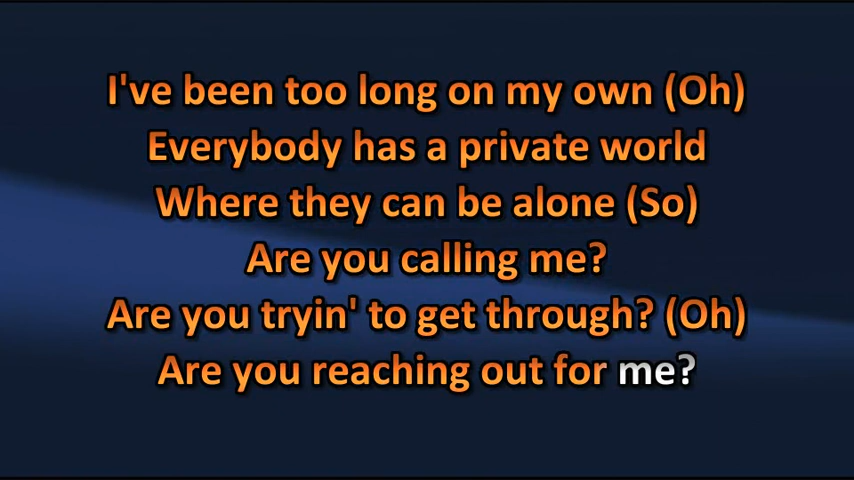 I've been too long on my own (Oh)
Everybody has a private world
Where they can be alone (So)
Are you calling me?
Are you tryin' to get through? (Oh)
Are you reaching out for me?